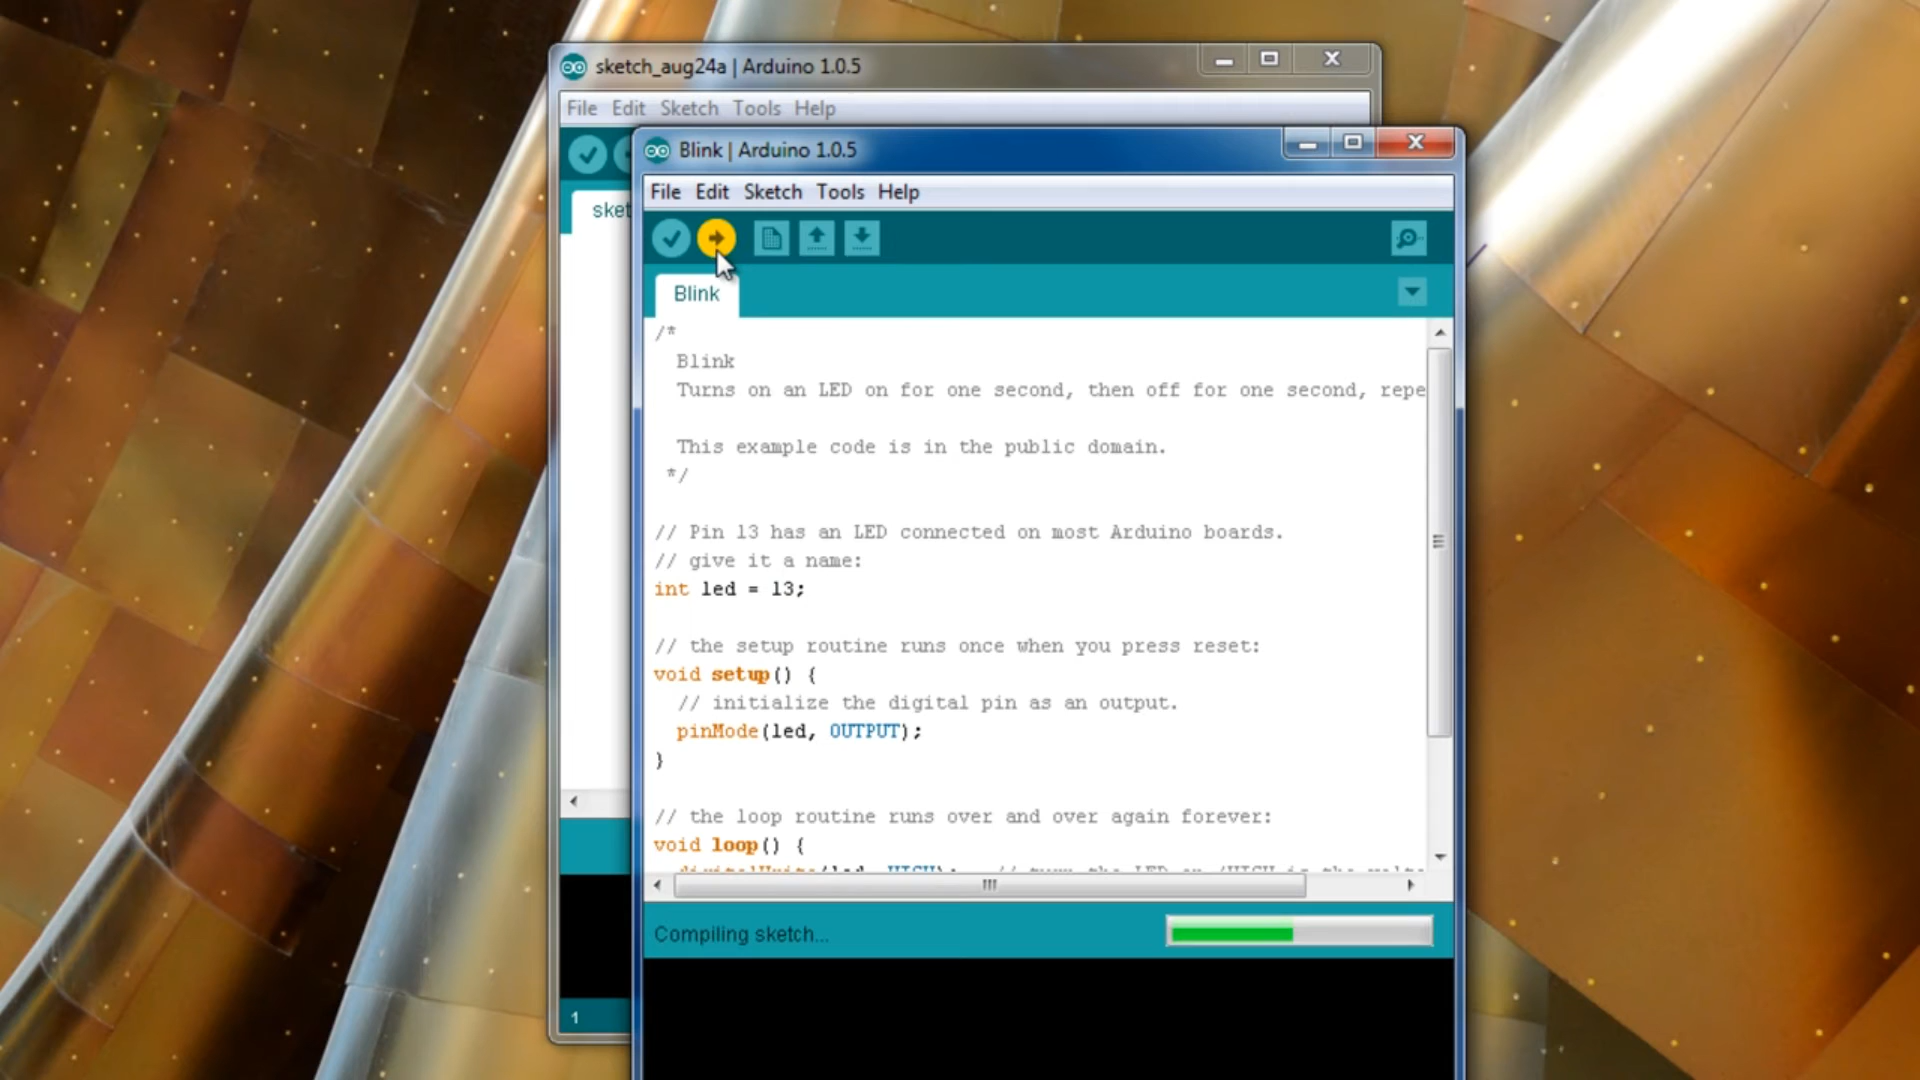 sketch_aug24a | Arduino 1.0.5
File Edit Sketch Tools Help
sket
Blink | Arduino 1.0.5
File Edit Sketch Tools Help
Blink
/*
Blink
Turns on an LED on for one second, then off for one second, repe
This example code is in the public domain.
*/
// Pin 13 has an LED connected on most Arduino boards.
// give it a name:
int led = 13;
// the setup routine runs once when you press reset:
void setup() {
// initialize the digital pin as an output.
pinMode(led, OUTPUT);
}
// the loop routine runs over and over again forever:
void loop() {
Compiling sketch...
1